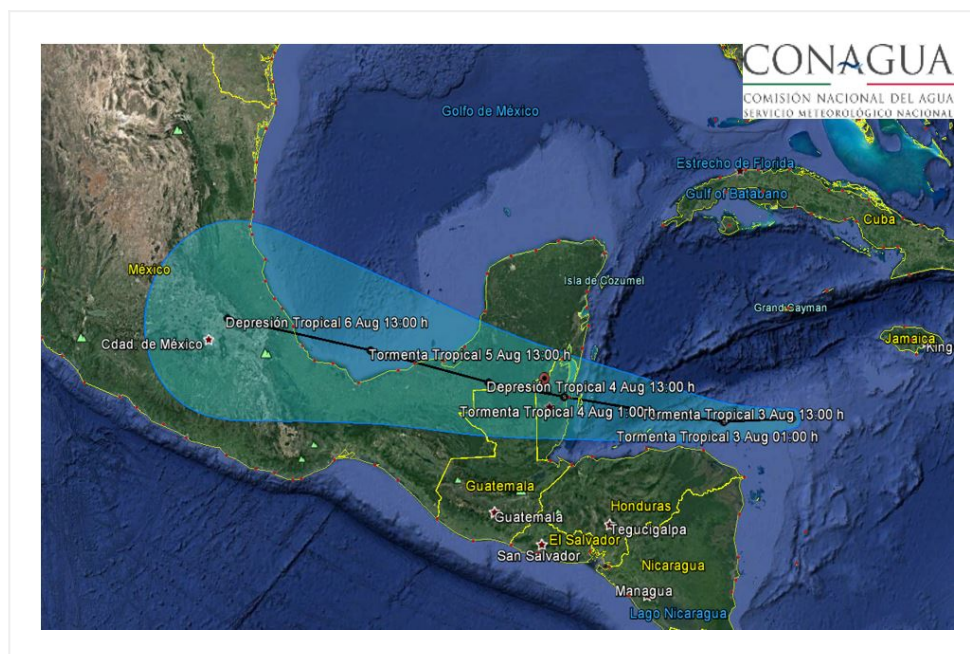 CONAGUA
COMISIÓN NACIONAL DEL AGUA
SERVICIO METEOROLÓGICO NACIONAL
Golfo de México
Estrecho de Florida
Gulf of Batabano
Cuba
México
Isla de Cozumel
Grand Cayman
Depresión Tropical 6 Aug 13:00 h
Cdad. de México
Jamaica
King
Tormenta Tropical 5 Aug 13:00 h
Depresión Tropical 4 Aug 13:00 h
Tormenta Tropical 4 Aug 1:00 h
Tormenta Tropical 3 Aug 13:00 h
Tormenta Tropical 3 Aug 01:00 h
Guatemala
Honduras
Guatemala
Tegucigalpa
El Salvador
San Salvador
Nicaragua
Managua
Lago Nicaragua